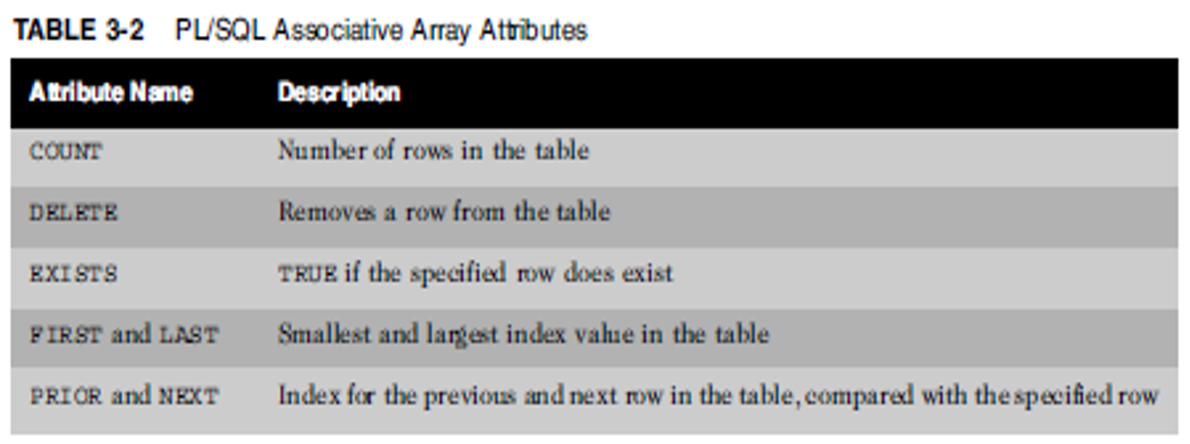 TABLE 3-2 PL/SQL Associative Array Attributes
Attribute Name Description
COUNT Number of rows in the table
DELETE Removes a row from the table
EXISTS TRUE if the specified row does exist
FIRST and LAST Smallest and largest index value in the table
PRIOR and NEXT Index for the previous and next row in the table, compared with the specified row